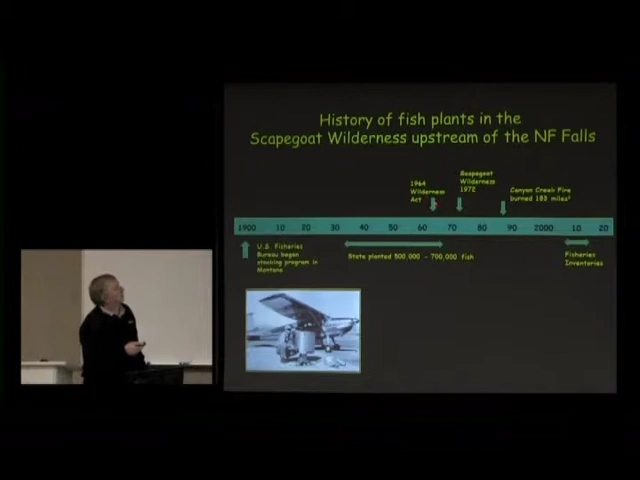 History of fish plants in the
Scapegoat Wilderness upstream of the NF Falls
1964
Wilderness
Act
Scapegoat
Wilderness
1972
Canyon Creek Fire
burned 183 miles²
1900 10 20 30 40 50 60 70 80 90 2000 10 20
U.S. Fisheries
Bureau began
stocking program in
Montana
State planted 500,000 - 700,000 fish
Fisheries
Inventories